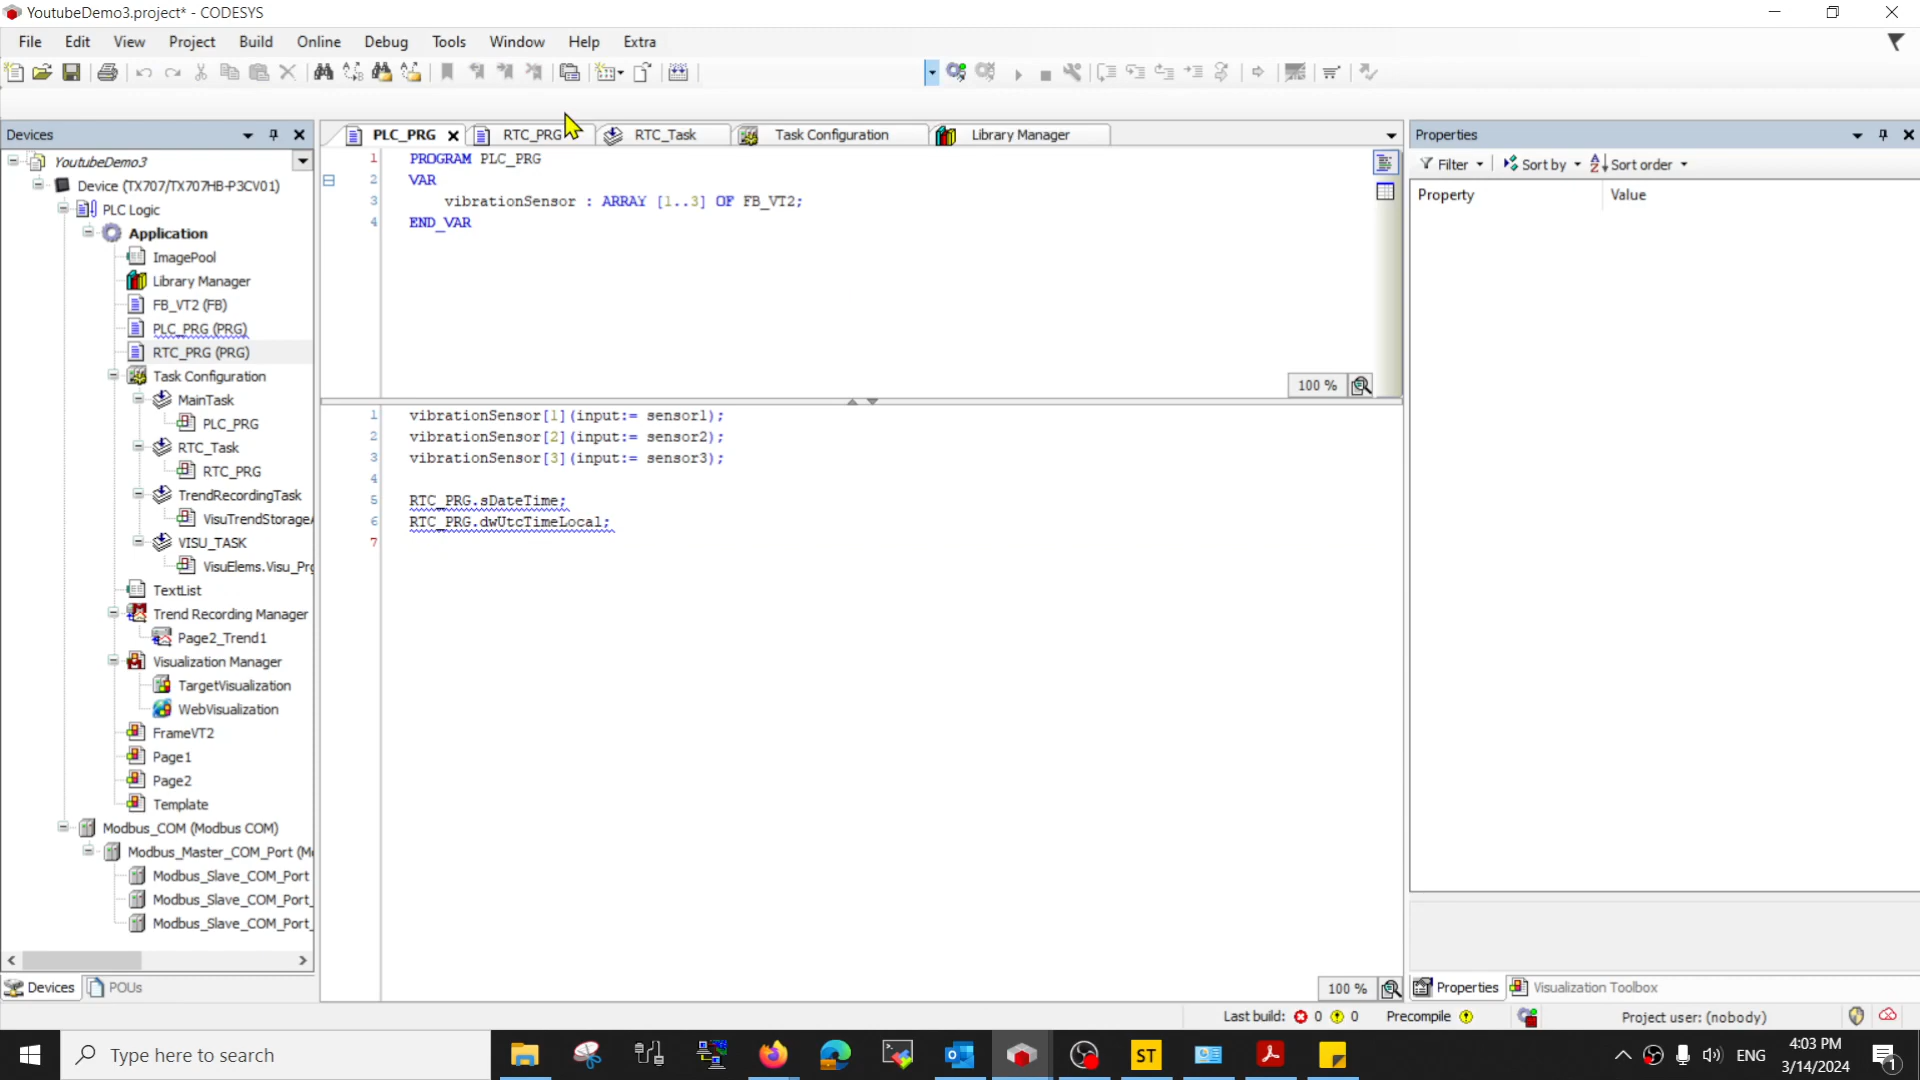 YoutubeDemo3.project* - CODESYS
File Edit View Project Build Online Debug Tools Window Help Extra
Devices
YoutubeDemo3
Device (TX707/TX707HB-P3CV01)
PLC Logic
Application
ImagePool
Library Manager
FB_VT2 (FB)
PLC_PRG (PRG)
RTC_PRG (PRG)
Task Configuration
MainTask
PLC_PRG
RTC_Task
RTC_PRG
TrendRecordingTask
VisuTrendStorage
VISU_TASK
VisuElems.Visu_Prg
TextList
Trend Recording Manager
Page2_Trend1
Visualization Manager
TargetVisualization
WebVisualization
FrameVT2
Page1
Page2
Template
Modbus_COM (Modbus COM)
Modbus_Master_COM_Port (M
Modbus_Slave_COM_Port
Modbus_Slave_COM_Port_
Modbus_Slave_COM_Port_
Devices POUs
PLC_PRG RTC_PRG RTC_Task Task Configuration Library Manager
1 PROGRAM PLC_PRG
2 VAR
3 vibrationSensor : ARRAY [1..3] OF FB_VT2;
4 END_VAR
100 %
1 vibrationSensor[1](input:= sensor1);
2 vibrationSensor[2](input:= sensor2);
3 vibrationSensor[3](input:= sensor3);
4
5 RTC_PRG.sDateTime;
6 RTC_PRG.dwUtcTimeLocal;
7
100 %
Properties
Filter Sort by Sort order
Property Value
Properties Visualization Toolbox
Last build: 0 0 Precompile Project user: (nobody)
Type here to search
ST
ENG
4:03 PM
3/14/2024
1